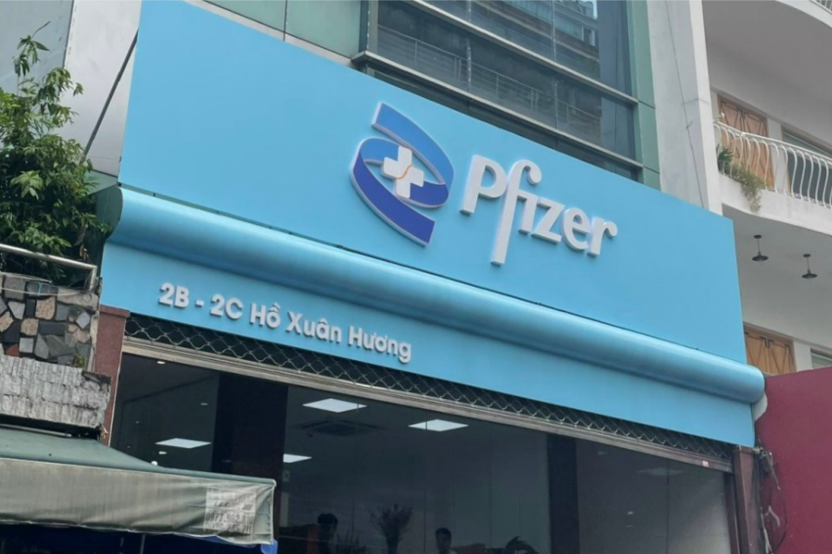 Pfizer
2B - 2C Hồ Xuân Hương